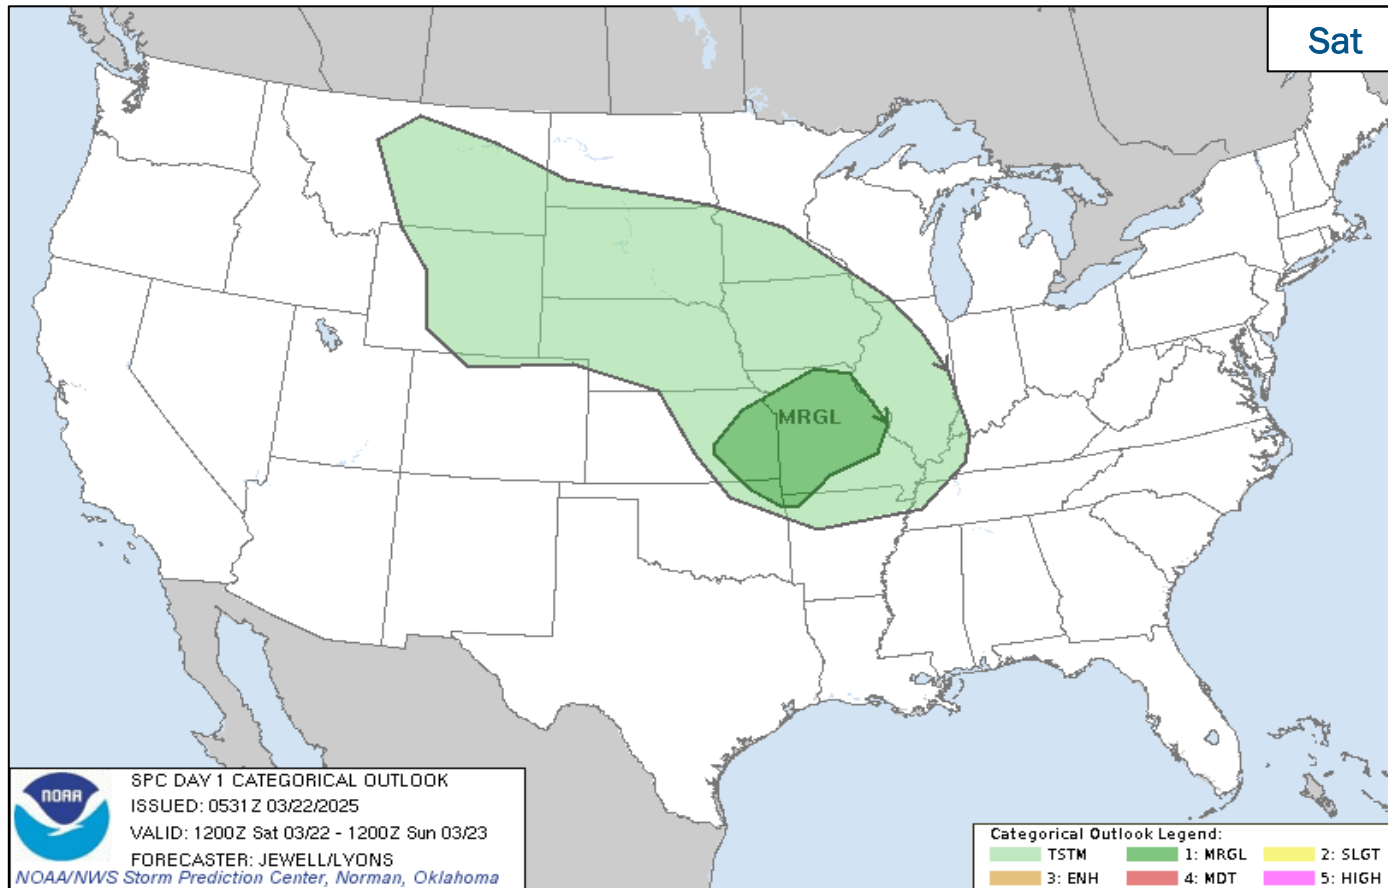 Sat
MRGL
NOAA
SPC DAY 1 CATEGORICAL OUTLOOK
ISSUED: 0531Z 03/22/2025
VALID: 1200Z Sat 03/22 - 1200Z Sun 03/23
FORECASTER: JEWELL/LYONS
NOAA/NWS Storm Prediction Center, Norman, Oklahoma
Categorical Outlook Legend:
TSTM 1: MRGL 2: SLGT
3: ENH 4: MDT 5: HIGH